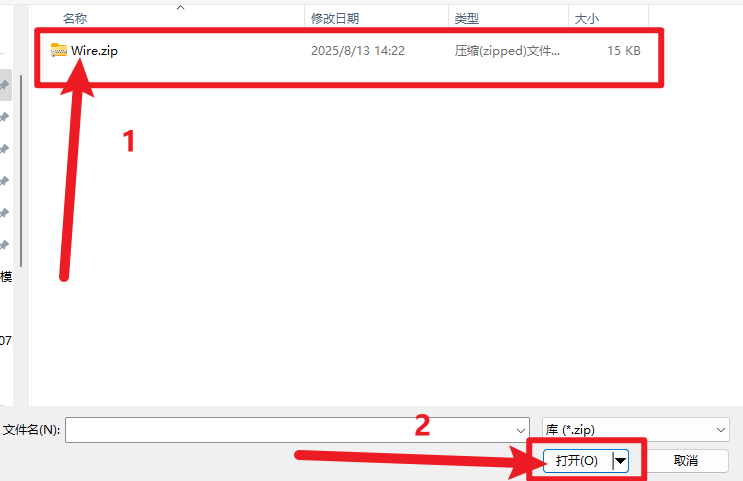 名称 修改日期 类型 大小
Wire.zip 2025/8/13 14:22 压缩(zipped)文件... 15 KB
1
模
07
2
文件名(N): 库 (*.zip)
打开(O) 取消